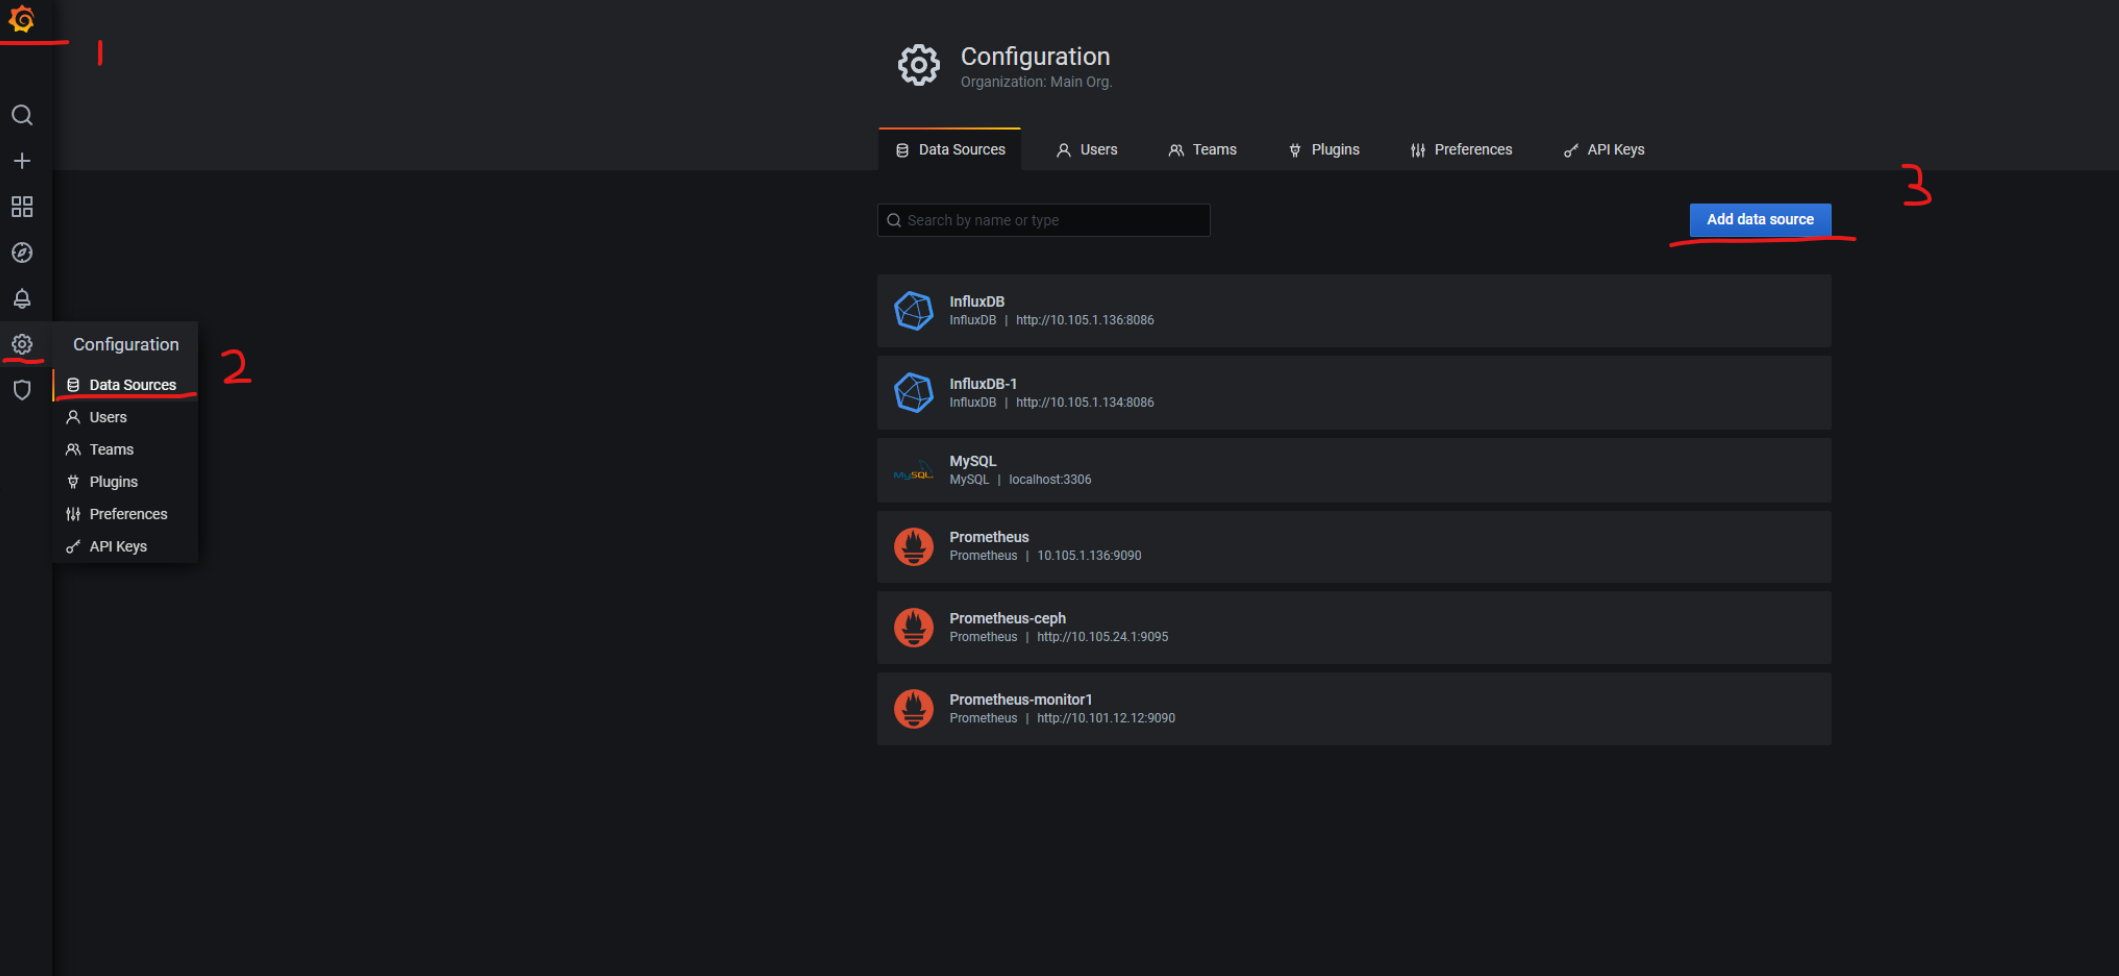 1
Configuration
Organization: Main Org.
Data Sources
Users
Teams
Plugins
Preferences
API Keys
3
Search by name or type
Add data source
InfluxDB
InfluxDB | http://10.105.1.136:8086
InfluxDB-1
InfluxDB | http://10.105.1.134:8086
MySQL
MySQL
MySQL | localhost:3306
Prometheus
Prometheus | 10.105.1.136:9090
Prometheus-ceph
Prometheus | http://10.105.24.1:9095
Prometheus-monitor1
Prometheus | http://10.101.12.12:9090
Configuration
2
Data Sources
Users
Teams
Plugins
Preferences
API Keys